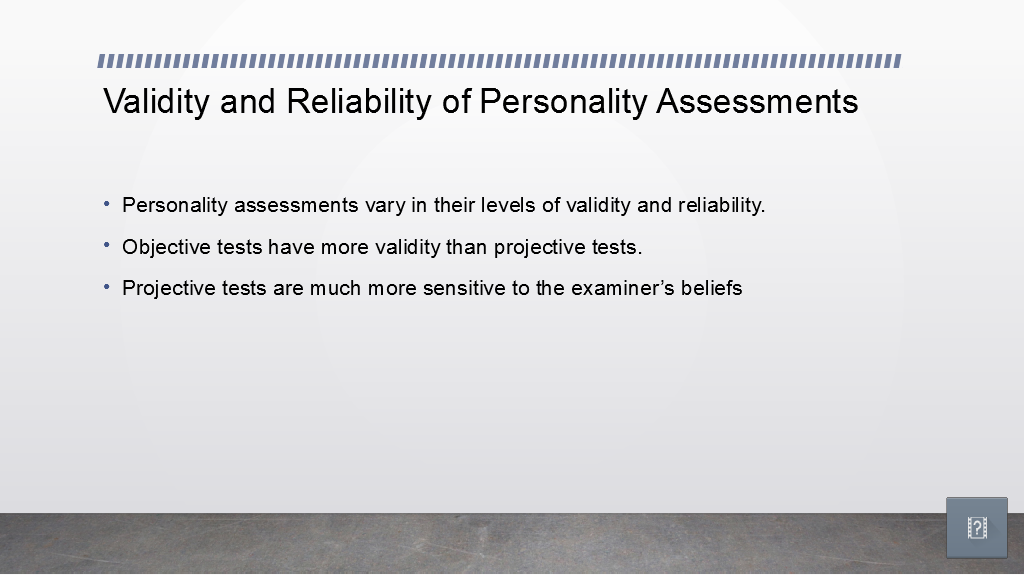 Validity and Reliability of Personality Assessments
• Personality assessments vary in their levels of validity and reliability.
• Objective tests have more validity than projective tests.
• Projective tests are much more sensitive to the examiner’s beliefs
?